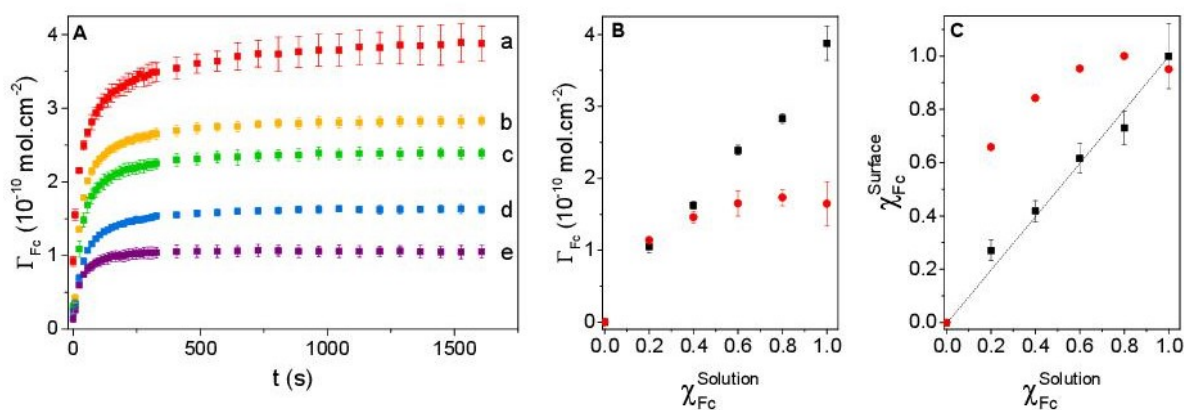 A
a
b
c
d
e
4
3
2
1
0
0
500
1000
1500
Γ_Fc (10⁻¹⁰ mol.cm⁻²)
t (s)
B
4
3
2
1
0
0.0
0.2
0.4
0.6
0.8
1.0
Γ_Fc (10⁻¹⁰ mol.cm⁻²)
χ_Fc^Solution
C
1.0
0.8
0.6
0.4
0.2
0.0
0.0
0.2
0.4
0.6
0.8
1.0
χ_Fc^Surface
χ_Fc^Solution